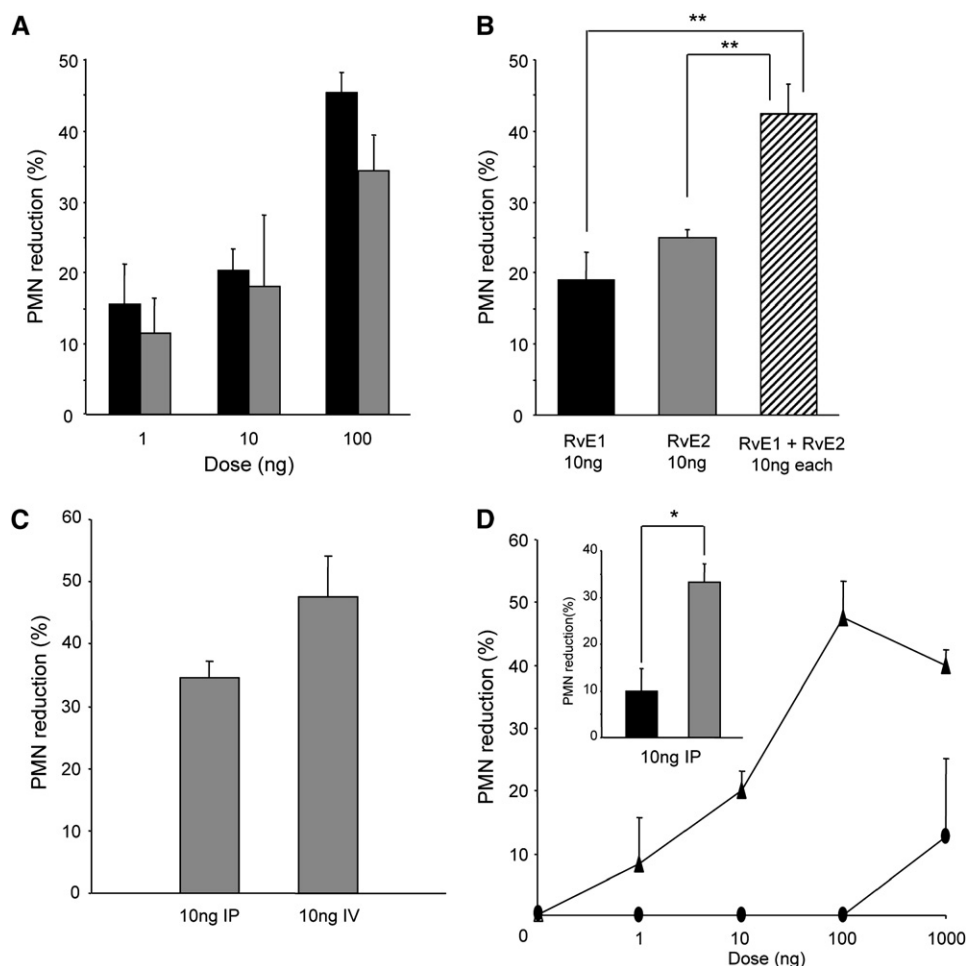 A
PMN reduction (%)
50
40
30
20
10
0
1 10 100
Dose (ng)
B
**
**
PMN reduction (%)
50
40
30
20
10
0
RvE1 RvE2 RvE1 + RvE2
10ng 10ng 10ng each
C
PMN reduction (%)
60
50
40
30
20
10
0
10ng IP 10ng IV
D
PMN reduction (%)
60
50
40
30
20
10
0 1 10 100 1000
Dose (ng)
*
PMN reduction(%)
40
30
20
10
0
10ng IP